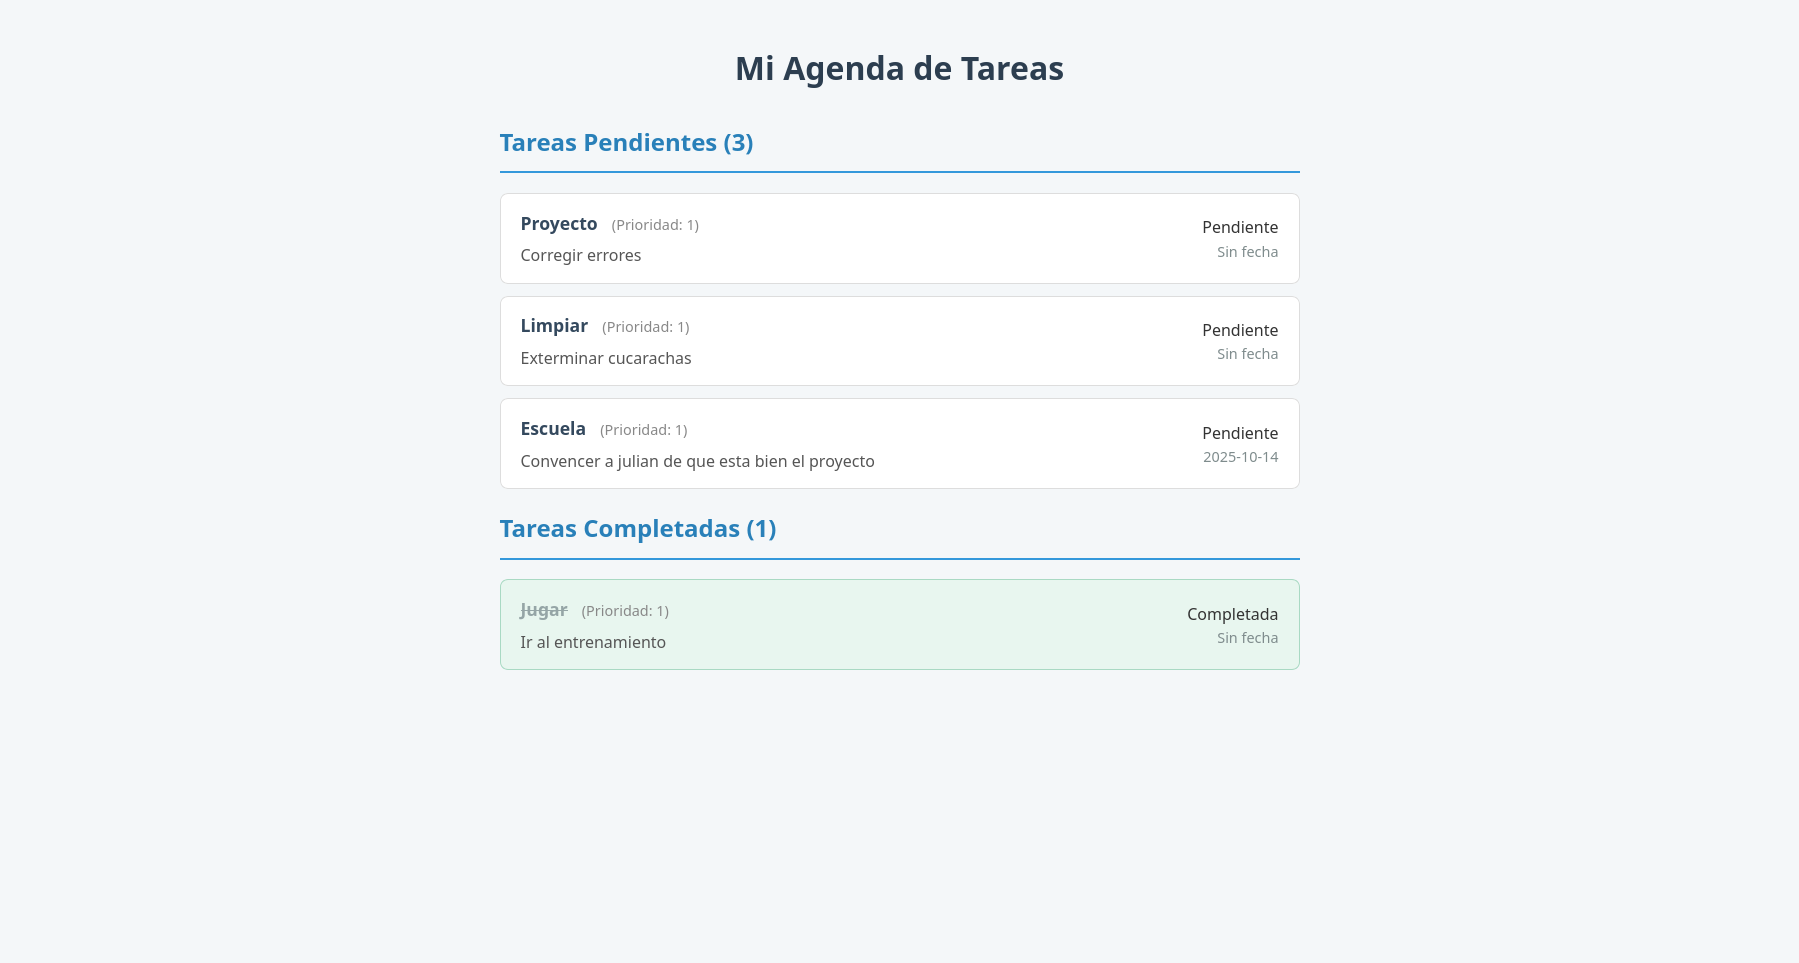 Mi Agenda de Tareas
Tareas Pendientes (3)
Proyecto (Prioridad: 1)
Pendiente
Corregir errores
Sin fecha
Limpiar (Prioridad: 1)
Pendiente
Exterminar cucarachas
Sin fecha
Escuela (Prioridad: 1)
Pendiente
Convencer a julian de que esta bien el proyecto
2025-10-14
Tareas Completadas (1)
Jugar (Prioridad: 1)
Completada
Ir al entrenamiento
Sin fecha